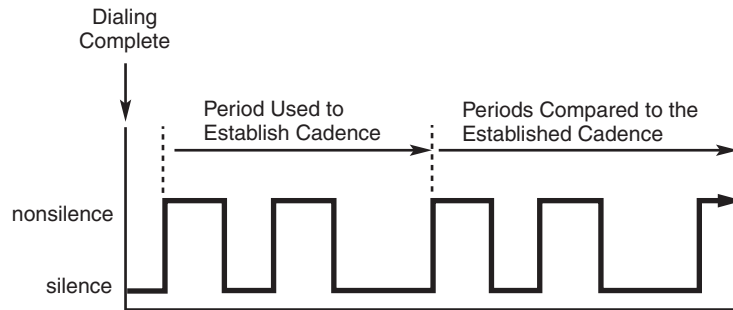 Dialing
Complete
Period Used to
Establish Cadence
Periods Compared to the
Established Cadence
nonsilence
silence